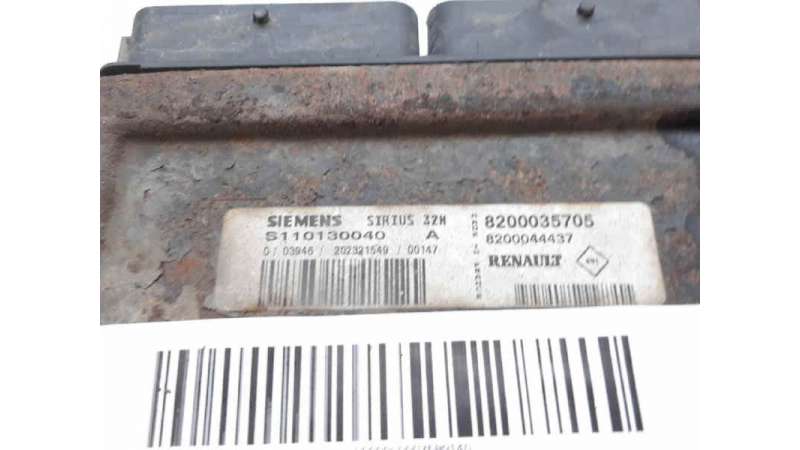 SIEMENS SIRIUS 32N
S110130040 A
0 / 03946 / 202321549 / 00147
8200035705
8200044437
RENAULT